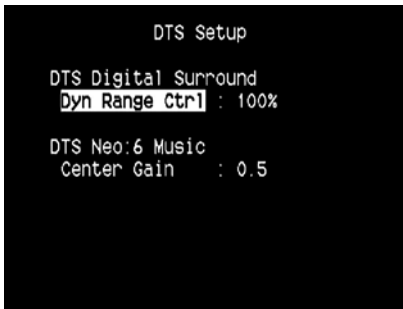 DTS Setup
DTS Digital Surround
Dyn Range Ctrl : 100%
DTS Neo:6 Music
Center Gain : 0.5